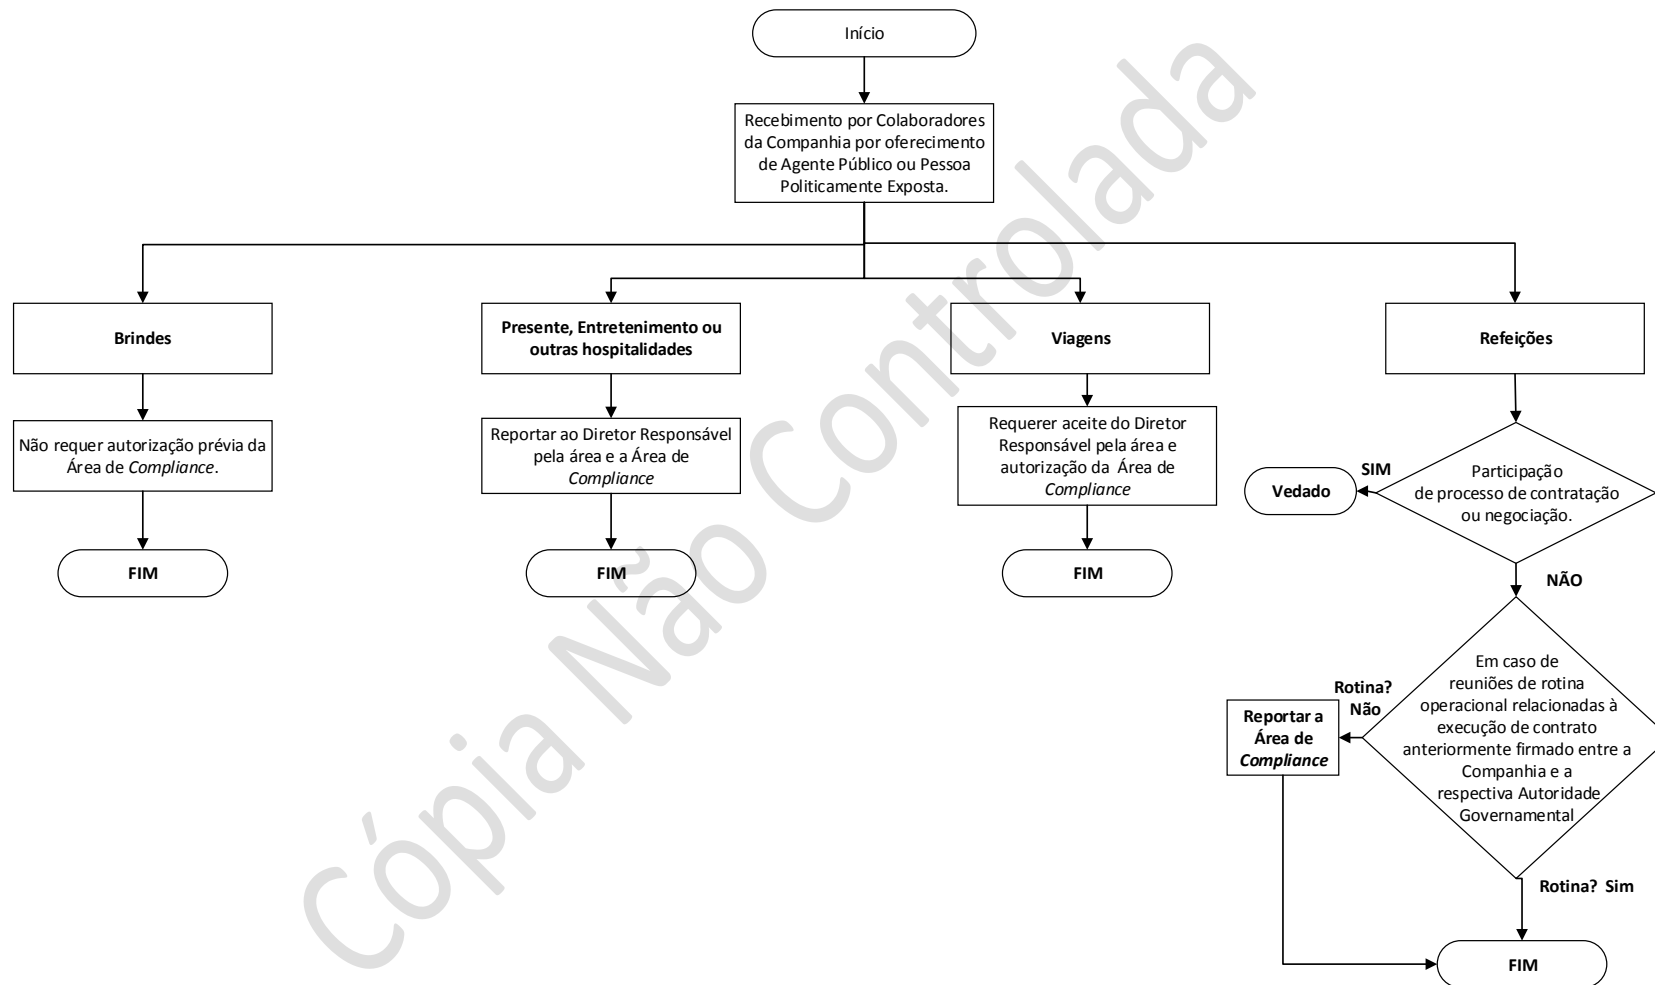 Início
Recebimento por Colaboradores
da Companhia por oferecimento
de Agente Público ou Pessoa
Politicamente Exposta.
Brindes
Presente, Entretenimento ou
outras hospitalidades
Viagens
Refeições
Não requer autorização prévia da
Área de Compliance.
Reportar ao Diretor Responsável
pela área e a Área de
Compliance
Requerer aceite do Diretor
Responsável pela área e
autorização da Área de
Compliance
SIM
Vedado
Participação
de processo de contratação
ou negociação.
FIM
FIM
FIM
NÃO
Rotina?
Não
Reportar a
Área de
Compliance
Em caso de
reuniões de rotina
operacional relacionadas à
execução de contrato
anteriormente firmado entre a
Companhia e a
respectiva Autoridade
Governamental
Rotina? Sim
FIM
Cópia Não Controlada